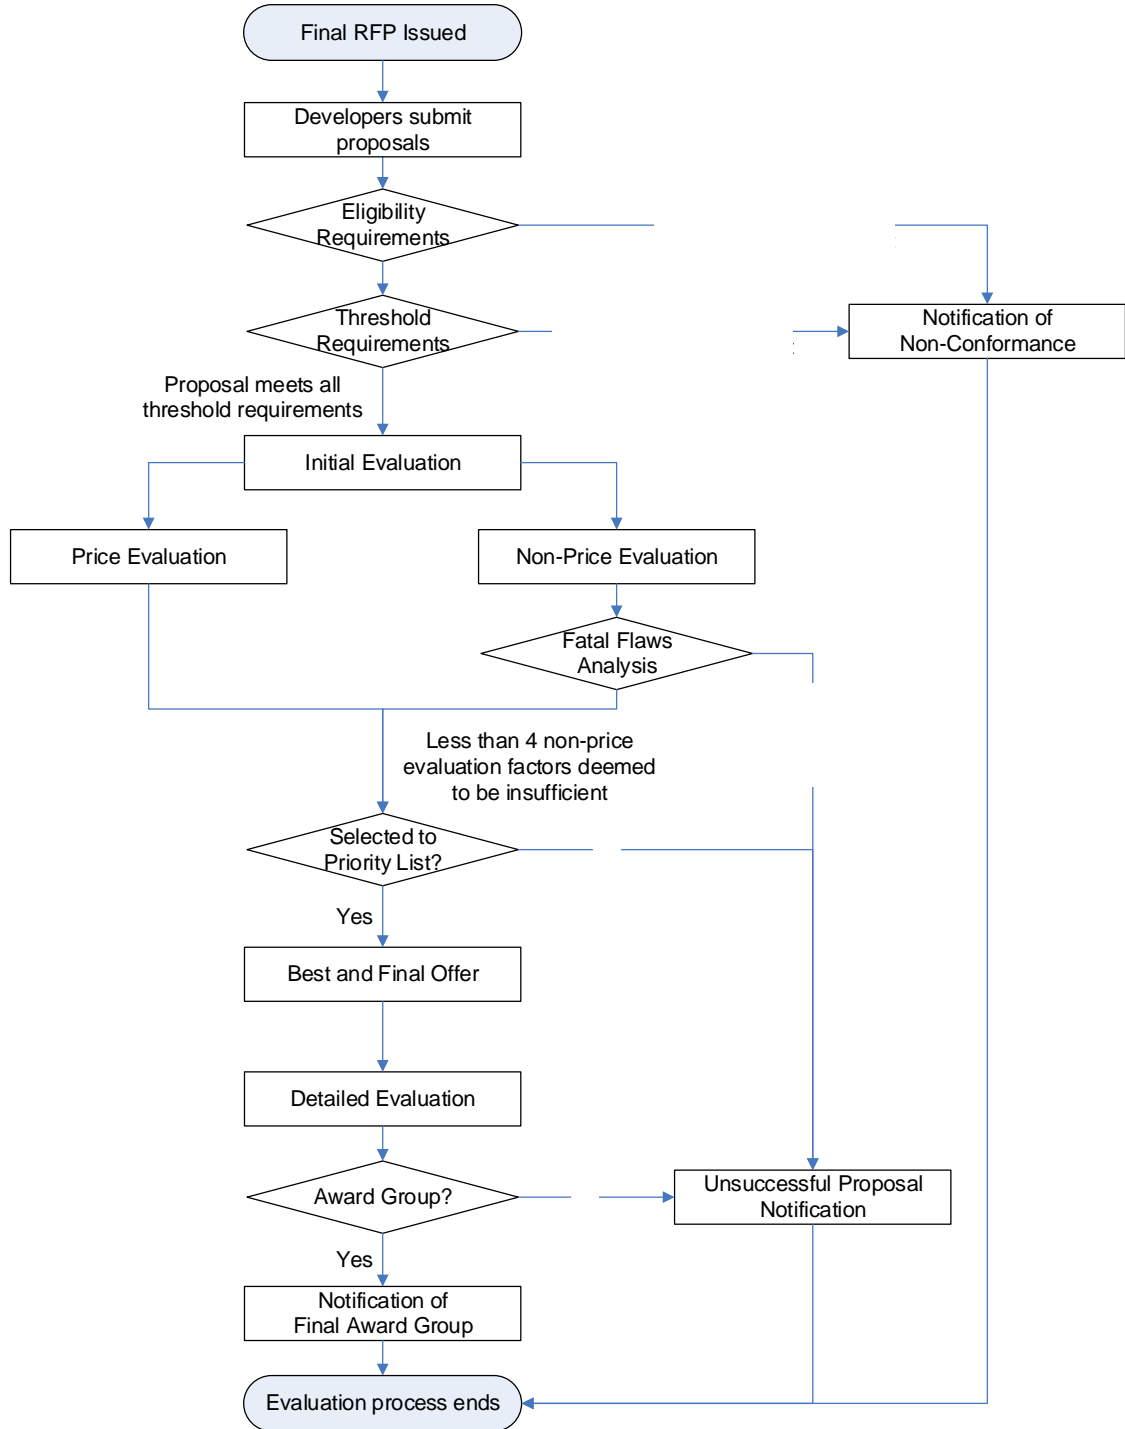 Final RFP Issued
Developers submit
proposals
Eligibility
Requirements
Threshold
Requirements
Notification of
Non-Conformance
Proposal meets all
threshold requirements
Initial Evaluation
Price Evaluation
Non-Price Evaluation
Fatal Flaws
Analysis
Less than 4 non-price
evaluation factors deemed
to be insufficient
Selected to
Priority List?
Yes
Best and Final Offer
Detailed Evaluation
Award Group?
Unsuccessful Proposal
Notification
Yes
Notification of
Final Award Group
Evaluation process ends